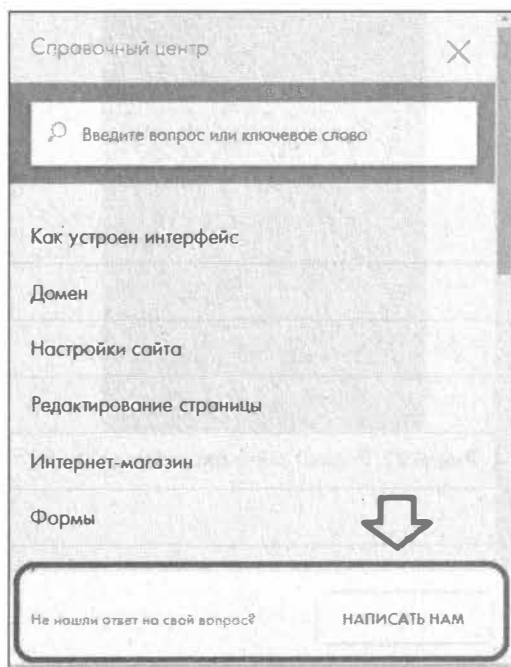 Справочный центр
Введите вопрос или ключевое слово
Как устроен интерфейс
Домен
Настройки сайта
Редактирование страницы
Интернет-магазин
Формы
Не нашли ответ на свой вопрос?
НАПИСАТЬ НАМ